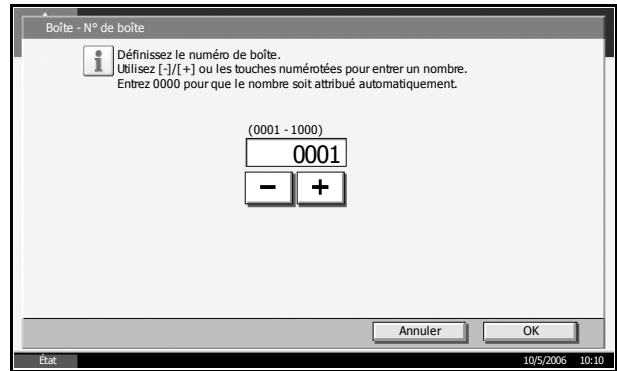 Boîte - N° de boîte
Définissez le numéro de boîte.
Utilisez [-]/[+] ou les touches numérotées pour entrer un nombre.
Entrez 0000 pour que le nombre soit attribué automatiquement.
(0001 - 1000)
0001
− +
Annuler OK
État 10/5/2006 10:10